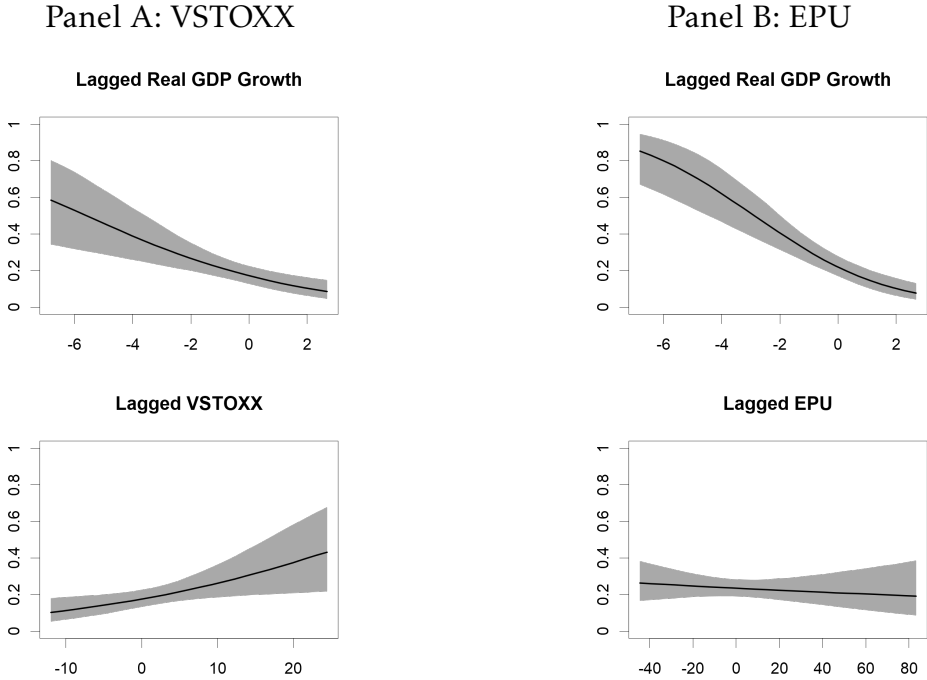 Panel A: VSTOXX
Panel B: EPU
Lagged Real GDP Growth
1
0.8
0.6
0.4
0.2
0
-6 -4 -2 0 2
Lagged Real GDP Growth
1
0.8
0.6
0.4
0.2
0
-6 -4 -2 0 2
Lagged VSTOXX
1
0.8
0.6
0.4
0.2
0
-10 0 10 20
Lagged EPU
1
0.8
0.6
0.4
0.2
0
-40 -20 0 20 40 60 80